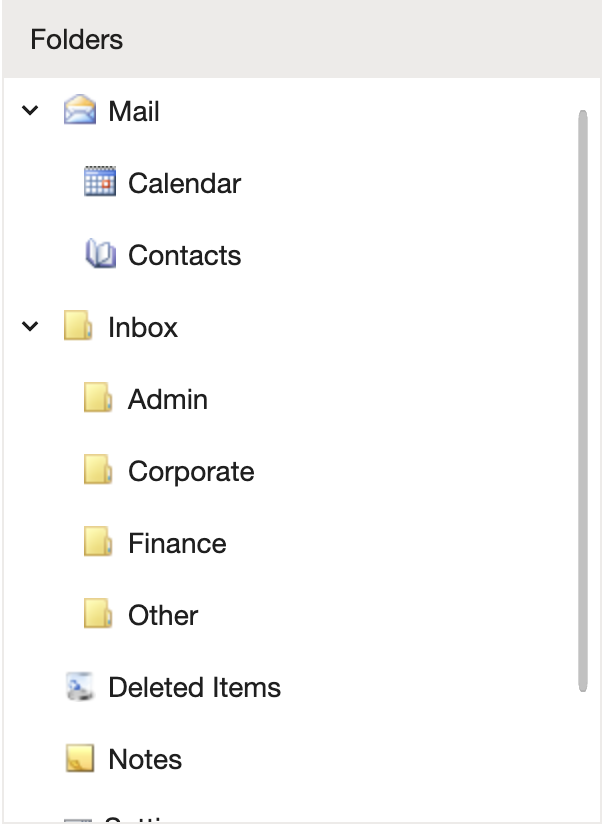 Folders
Mail
Calendar
Contacts
Inbox
Admin
Corporate
Finance
Other
Deleted Items
Notes